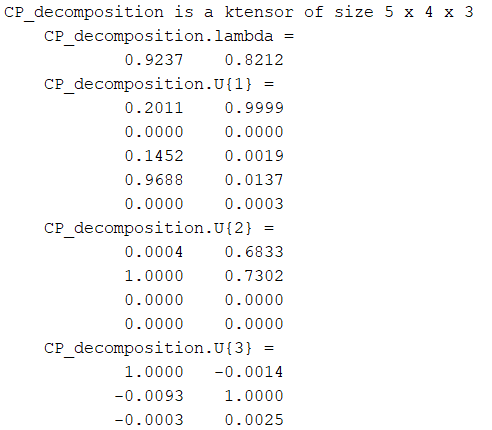 CP_decomposition is a ktensor of size 5 x 4 x 3
CP_decomposition.lambda =
0.9237 0.8212
CP_decomposition.U{1} =
0.2011 0.9999
0.0000 0.0000
0.1452 0.0019
0.9688 0.0137
0.0000 0.0003
CP_decomposition.U{2} =
0.0004 0.6833
1.0000 0.7302
0.0000 0.0000
0.0000 0.0000
CP_decomposition.U{3} =
1.0000 -0.0014
-0.0093 1.0000
-0.0003 0.0025